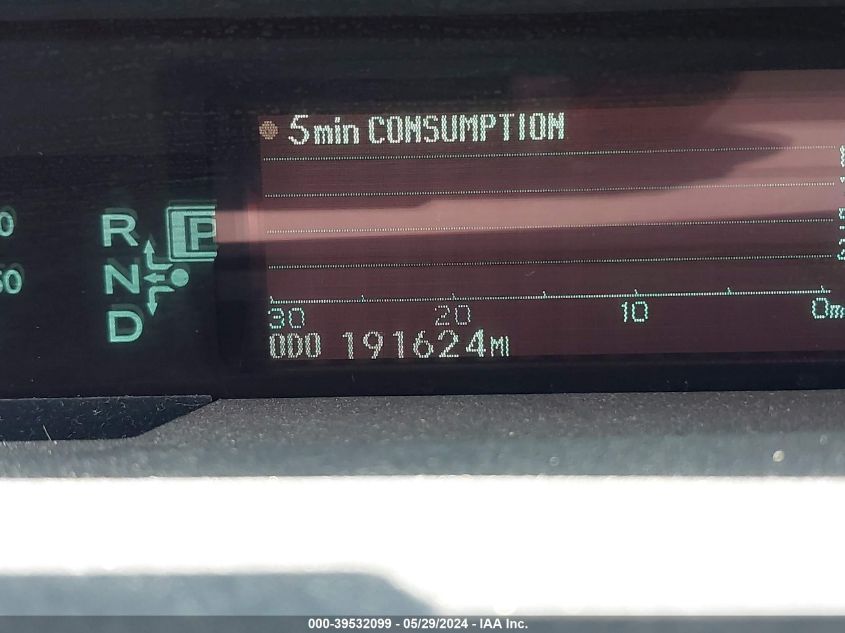 5min CONSUMPTION
R
P
N
D
30 20 10 0m
ODO 191624MI
000-39532099 - 05/29/2024 - IAA Inc.